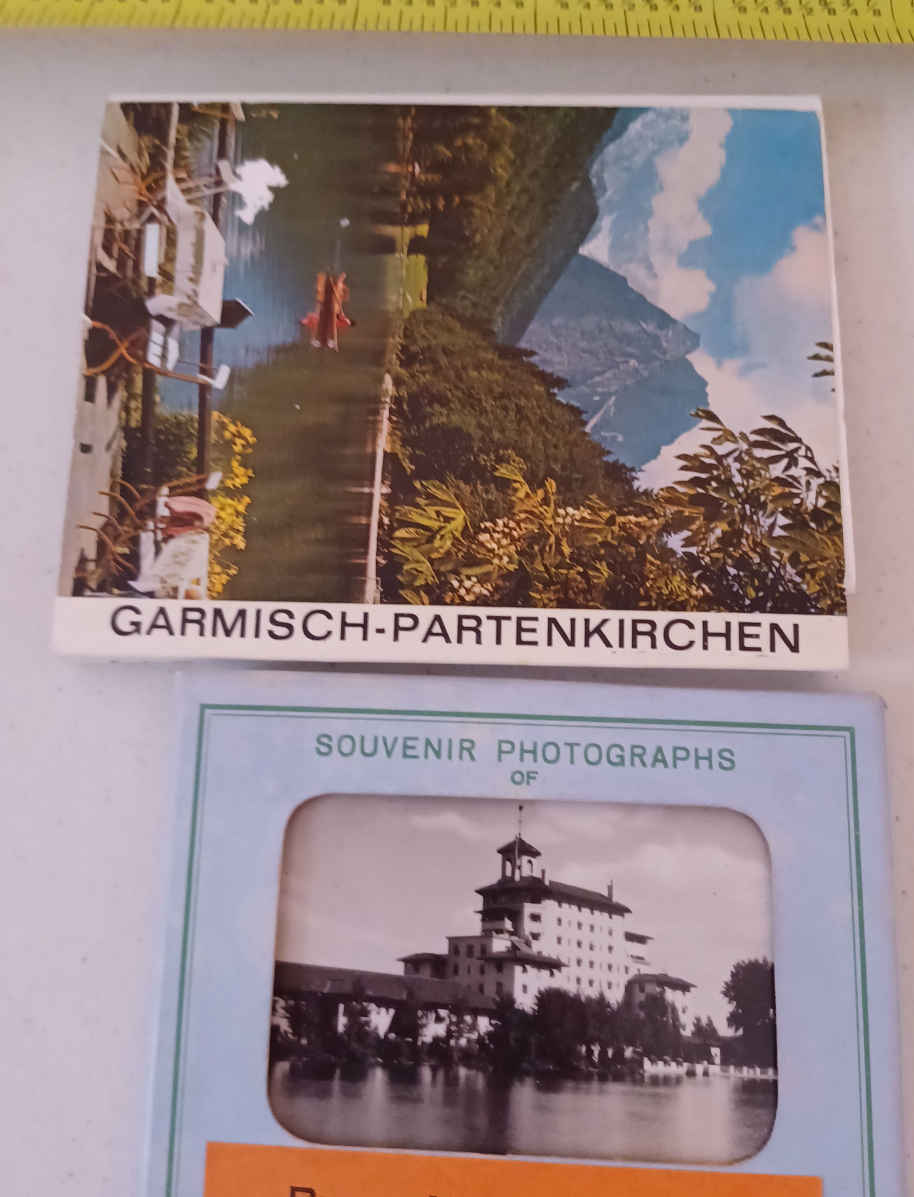 GARMISCH-PARTENKIRCHEN
SOUVENIR PHOTOGRAPHS
OF